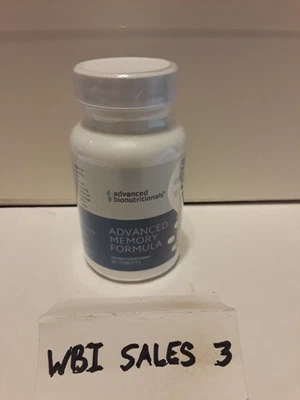 advanced
bionutritionals
ADVANCED
MEMORY
FORMULA
WBI SALES 3